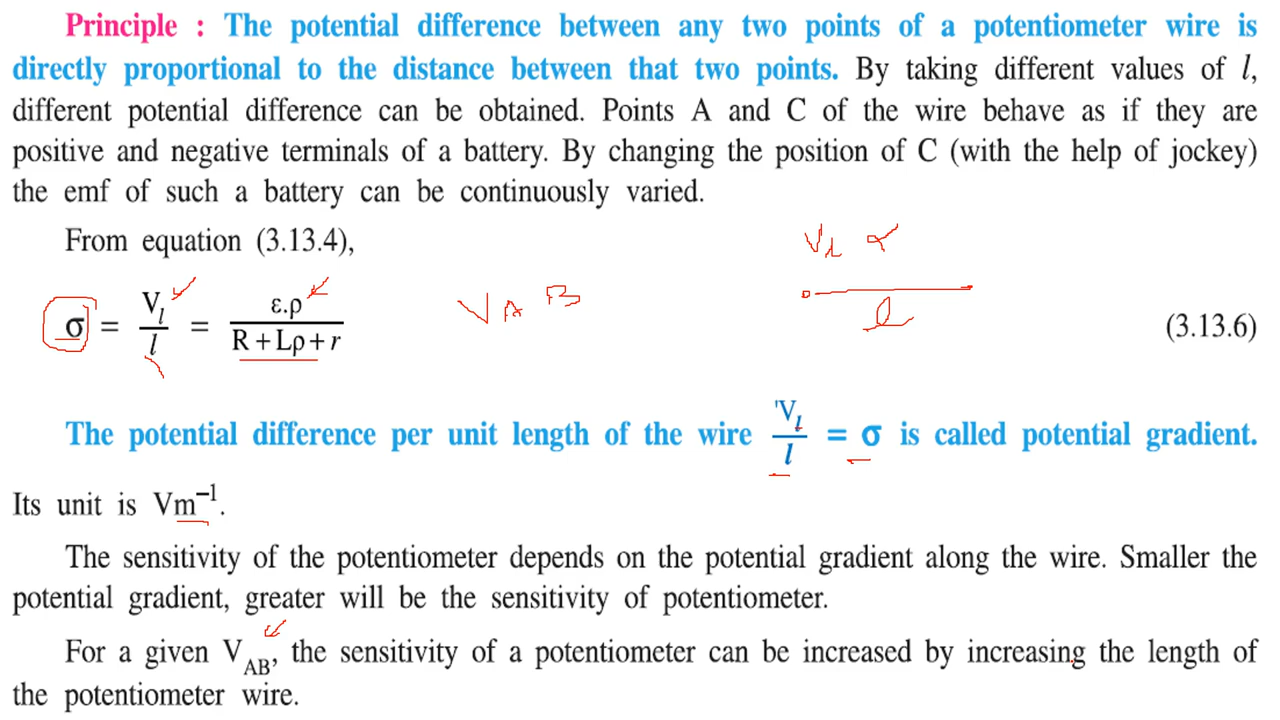 Principle : The potential difference between any two points of a potentiometer wire is
directly proportional to the distance between that two points. By taking different values of l,
different potential difference can be obtained. Points A and C of the wire behave as if they are
positive and negative terminals of a battery. By changing the position of C (with the help of jockey)
the emf of such a battery can be continuously varied.
From equation (3.13.4),
V_l ∝
σ = V_l / l = ε.ρ / (R + Lρ + r) (3.13.6)
V A B
l
The potential difference per unit length of the wire V_l / l = σ is called potential gradient.
Its unit is Vm⁻¹.
The sensitivity of the potentiometer depends on the potential gradient along the wire. Smaller the
potential gradient, greater will be the sensitivity of potentiometer.
For a given V_AB, the sensitivity of a potentiometer can be increased by increasing the length of
the potentiometer wire.